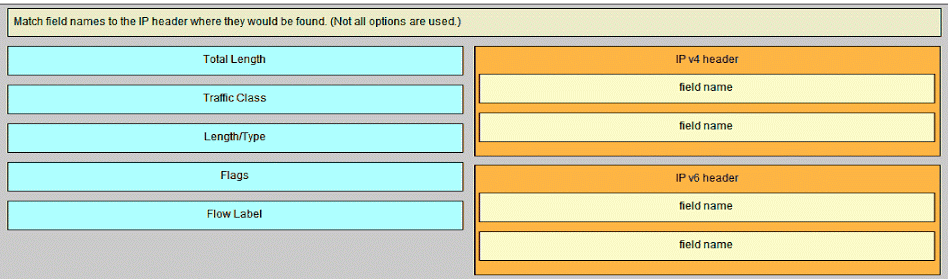 Match field names to the IP header where they would be found. (Not all options are used.)
Total Length
Traffic Class
Length/Type
Flags
Flow Label
IP v4 header
field name
field name
IP v6 header
field name
field name